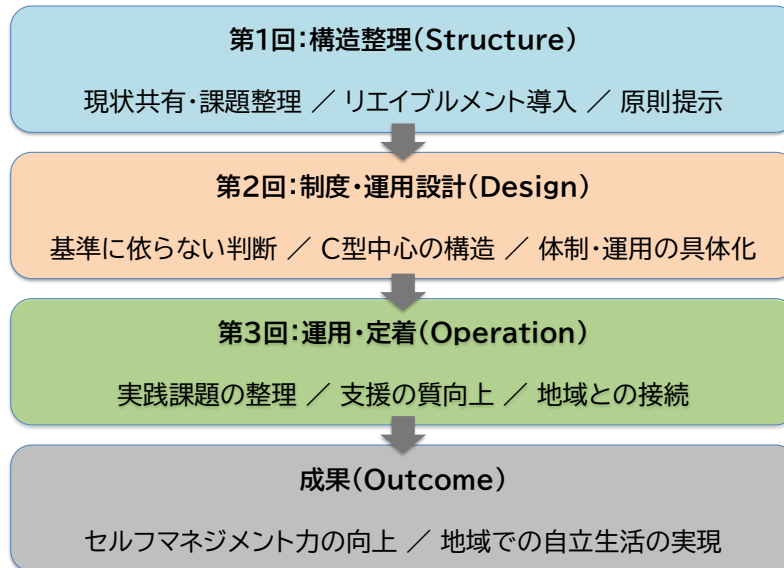 第1回：構造整理（Structure）
現状共有・課題整理 ／ リエイブルメント導入 ／ 原則提示
第2回：制度・運用設計（Design）
基準に依らない判断 ／ C型中心の構造 ／ 体制・運用の具体化
第3回：運用・定着（Operation）
実践課題の整理 ／ 支援の質向上 ／ 地域との接続
成果（Outcome）
セルフマネジメント力の向上 ／ 地域での自立生活の実現